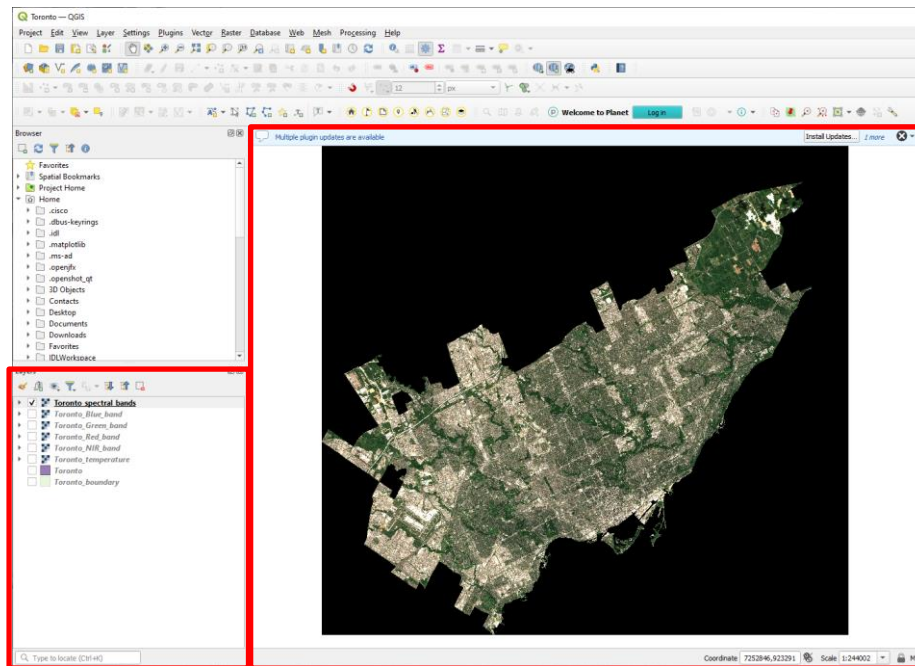 Toronto — QGIS
Project Edit View Layer Settings Plugins Vector Raster Database Web Mesh Processing Help
12 px
Welcome to Planet Log in
Browser
Multiple plugin updates are available Install Updates... 1 more
Favorites
Spatial Bookmarks
Project Home
Home
.cisco
.dbus-keyrings
.idl
.matplotlib
.ms-ad
.openjfx
.openshot_qt
3D Objects
Contacts
Desktop
Documents
Downloads
Favorites
IDLWorkspace
Layers
Toronto_spectral_bands
Toronto_Blue_band
Toronto_Green_band
Toronto_Red_band
Toronto_NIR_band
Toronto_temperature
Toronto
Toronto_boundary
Type to locate (Ctrl+K) Coordinate 7252846,923291 Scale 1:244002 M